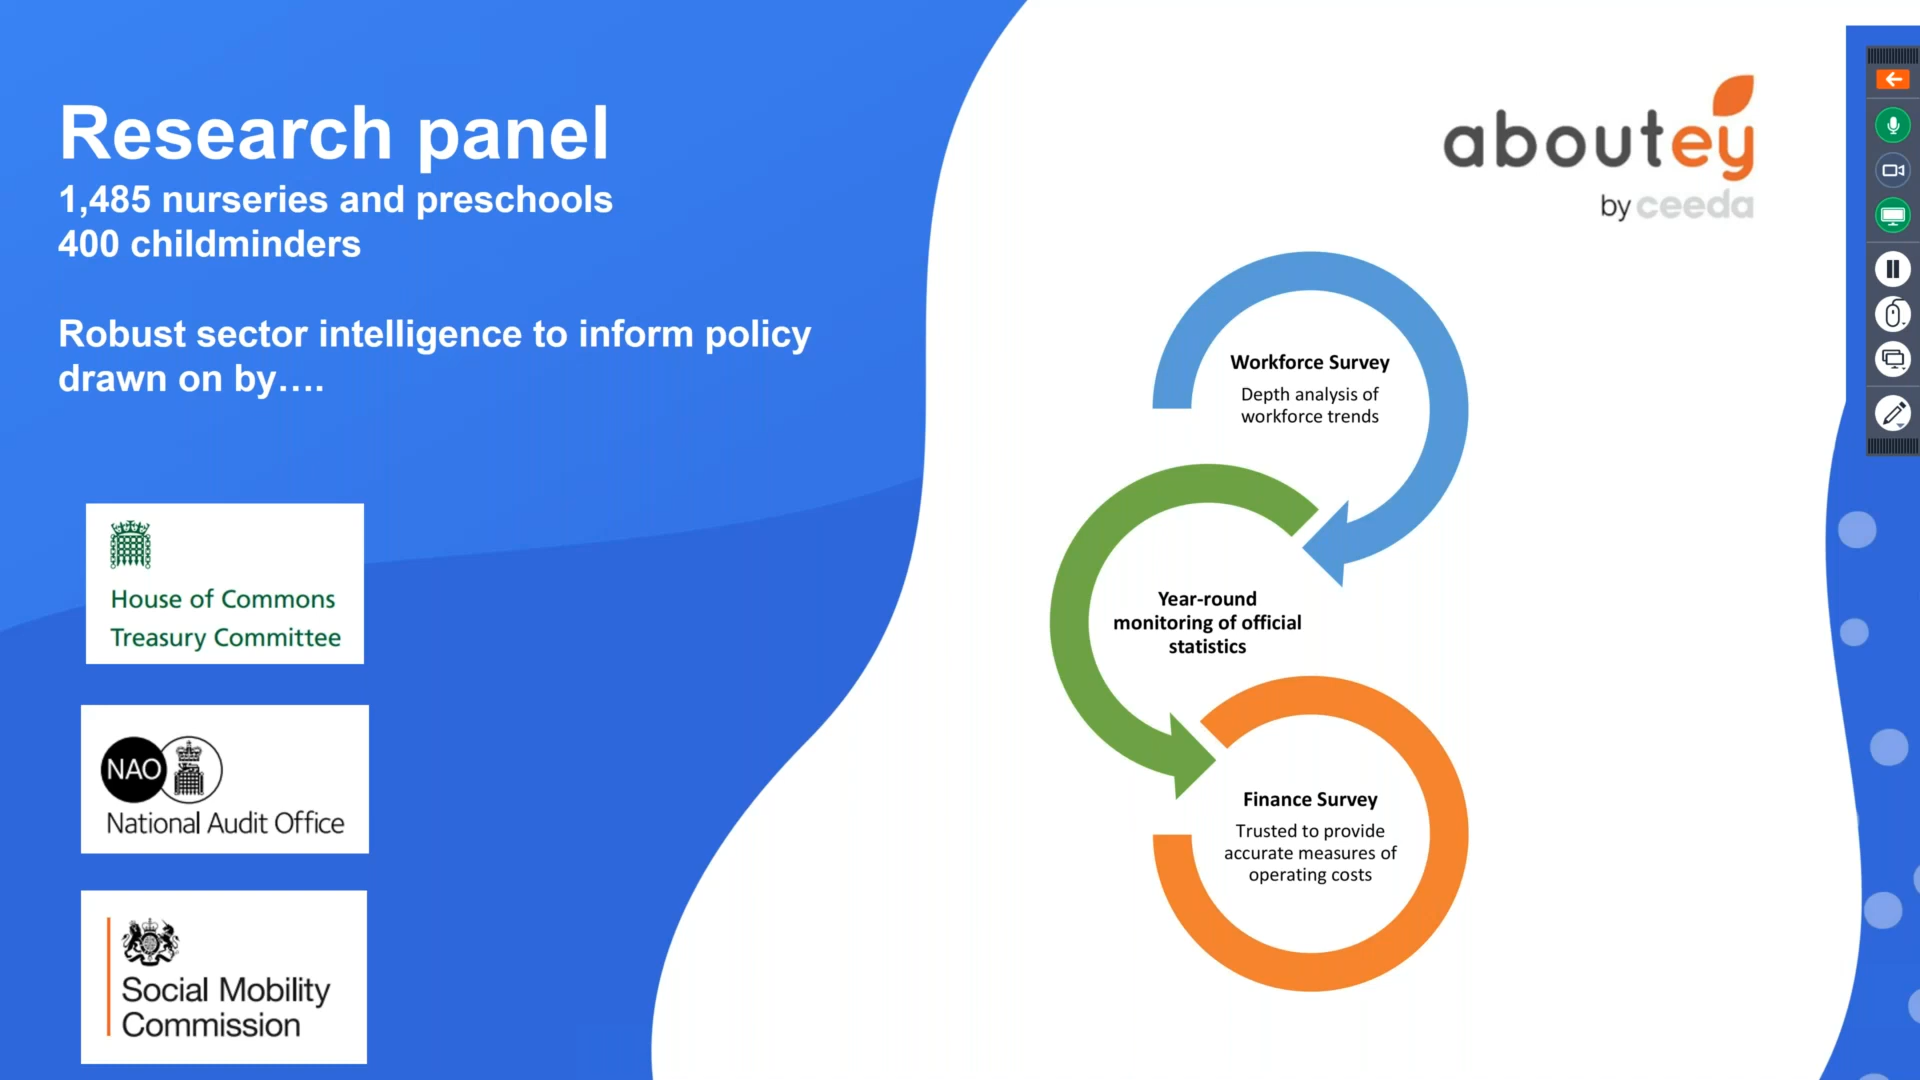 Research panel
1,485 nurseries and preschools
400 childminders
Robust sector intelligence to inform policy
drawn on by….
House of Commons
Treasury Committee
NAO
National Audit Office
Social Mobility
Commission
aboutey
by ceeda
Workforce Survey
Depth analysis of
workforce trends
Year-round
monitoring of official
statistics
Finance Survey
Trusted to provide
accurate measures of
operating costs